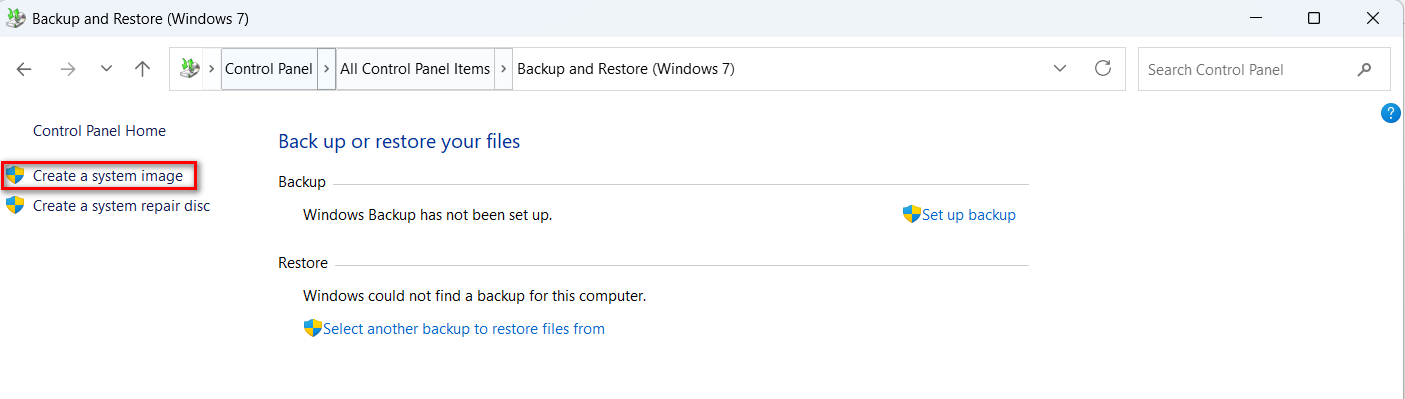 Backup and Restore (Windows 7)
Control Panel All Control Panel Items Backup and Restore (Windows 7) Search Control Panel
?
Control Panel Home
Create a system image
Create a system repair disc
Back up or restore your files
Backup
Windows Backup has not been set up. Set up backup
Restore
Windows could not find a backup for this computer.
Select another backup to restore files from